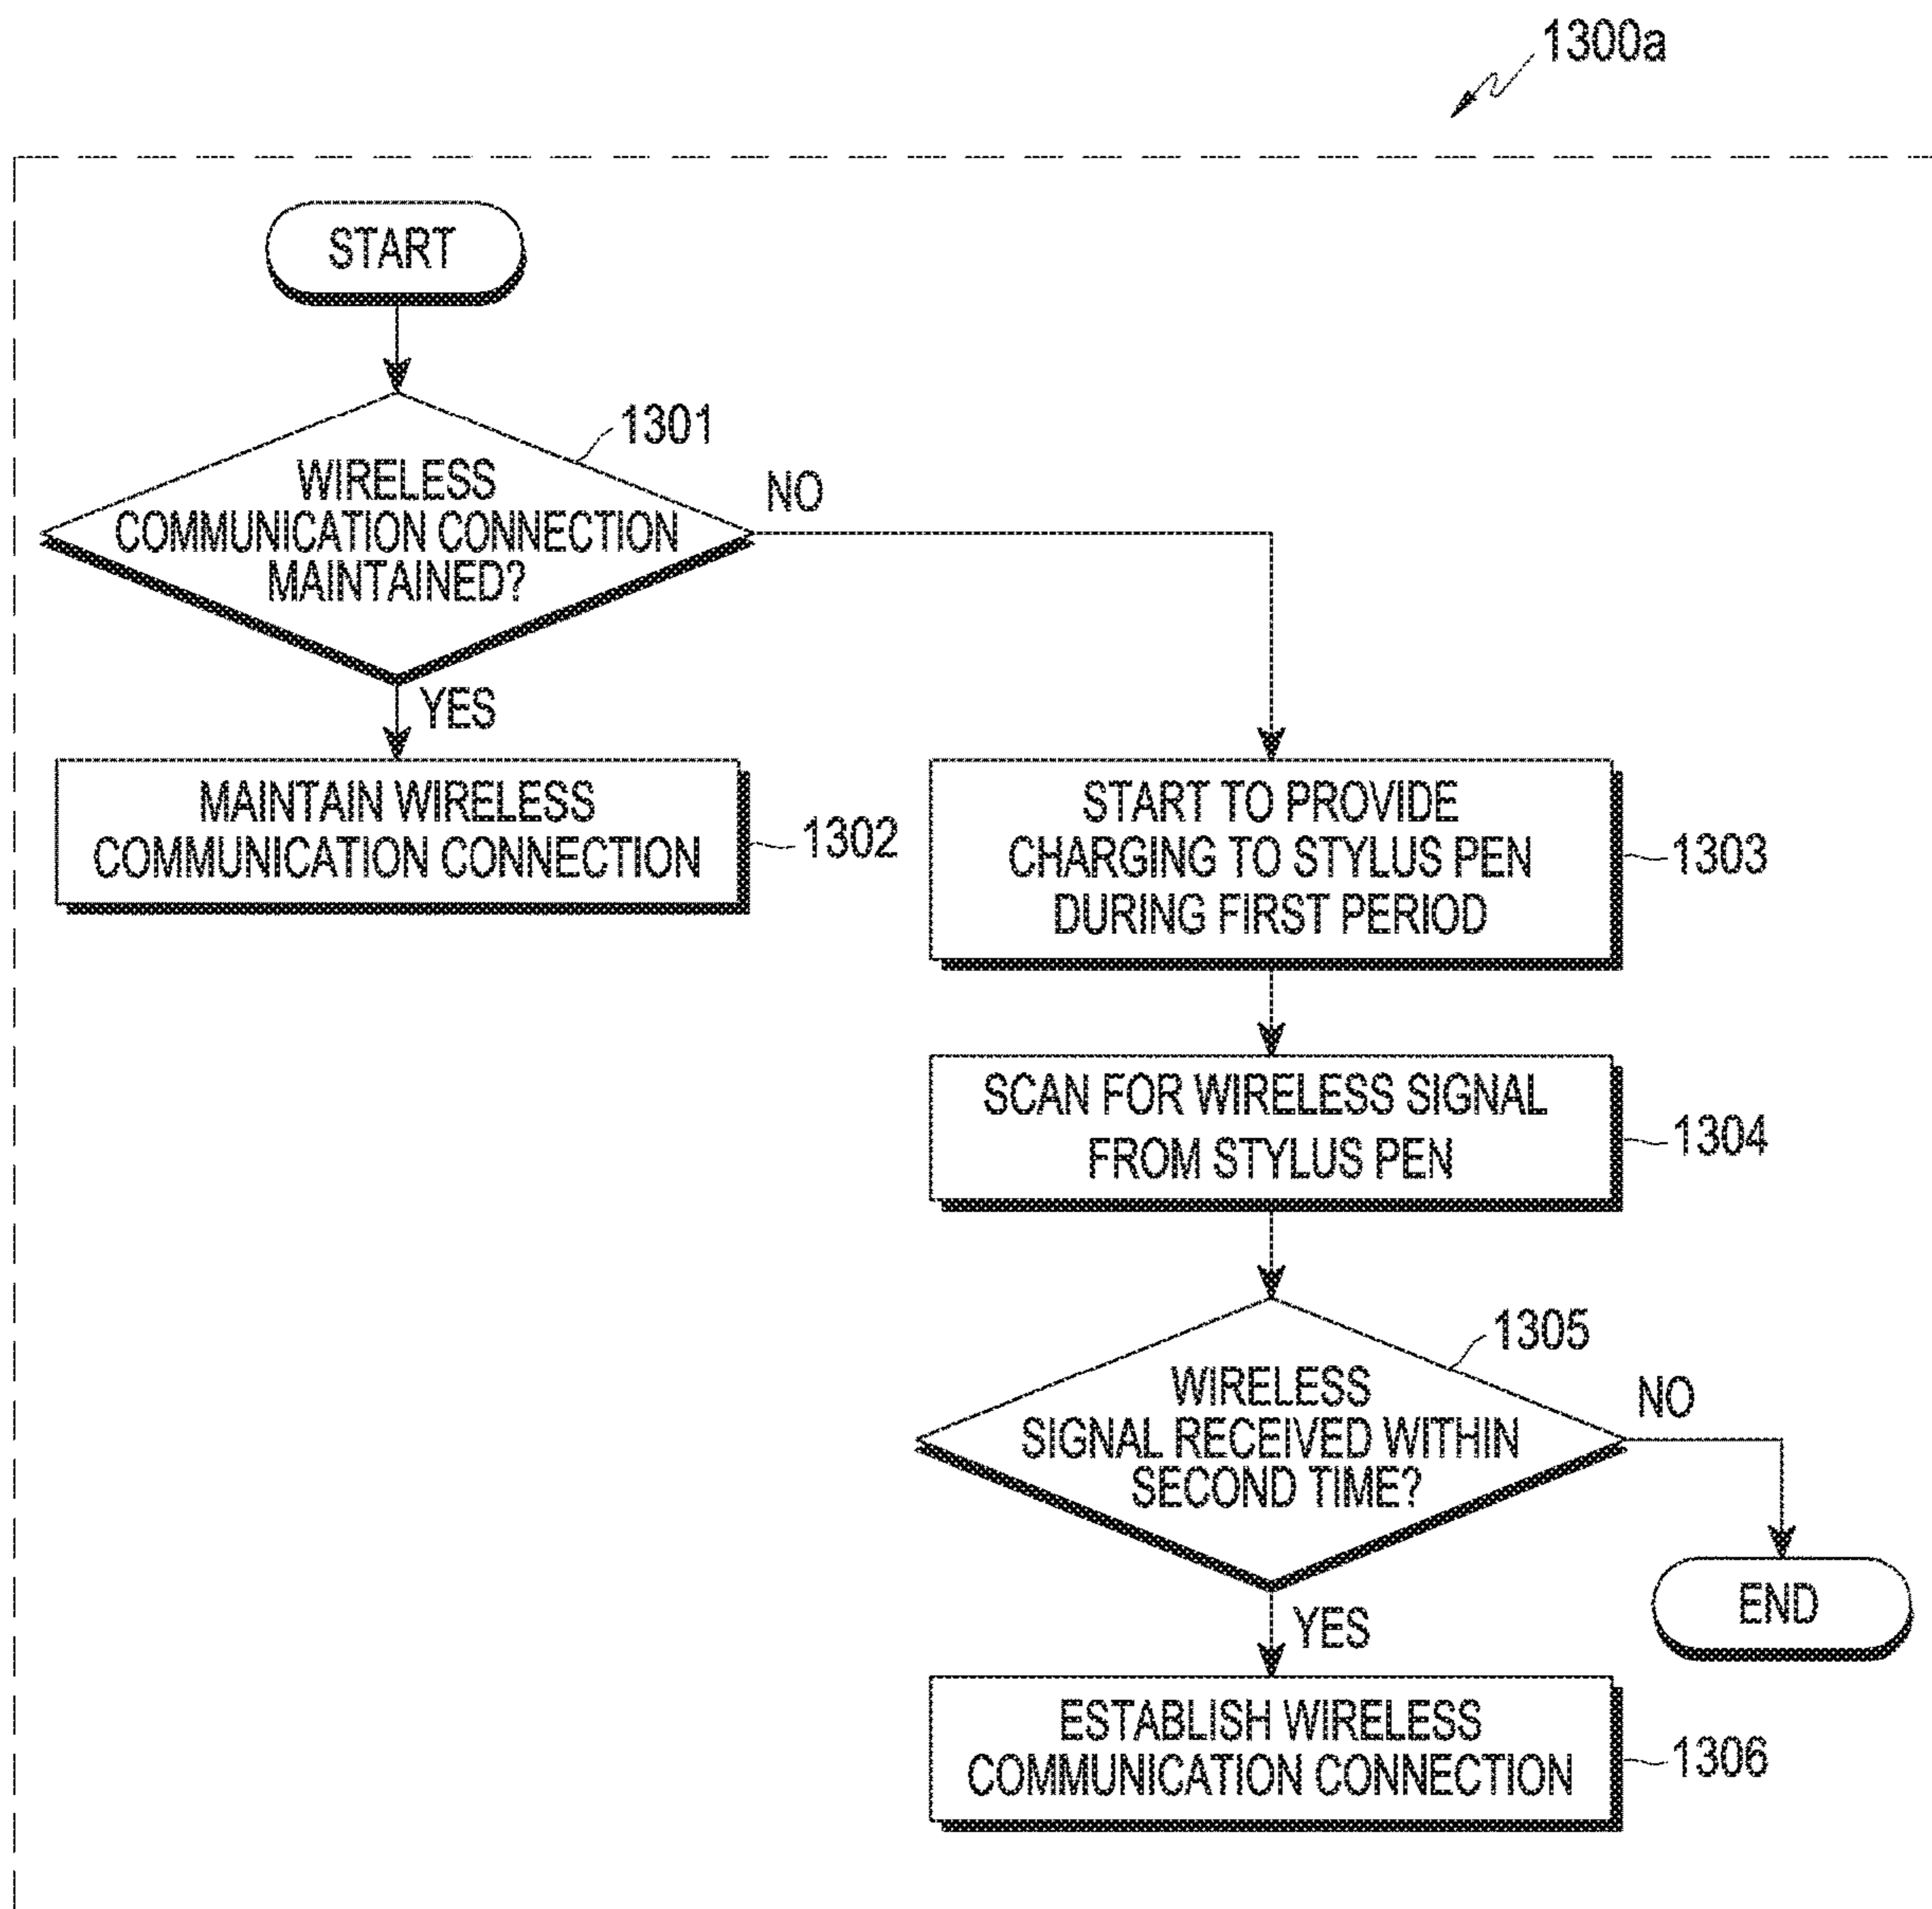 1300a
START
1301
WIRELESS
COMMUNICATION CONNECTION
MAINTAINED?
NO
YES
MAINTAIN WIRELESS
COMMUNICATION CONNECTION
1302
START TO PROVIDE
CHARGING TO STYLUS PEN
DURING FIRST PERIOD
1303
SCAN FOR WIRELESS SIGNAL
FROM STYLUS PEN
1304
1305
WIRELESS
SIGNAL RECEIVED WITHIN
SECOND TIME?
NO
END
YES
ESTABLISH WIRELESS
COMMUNICATION CONNECTION
1306